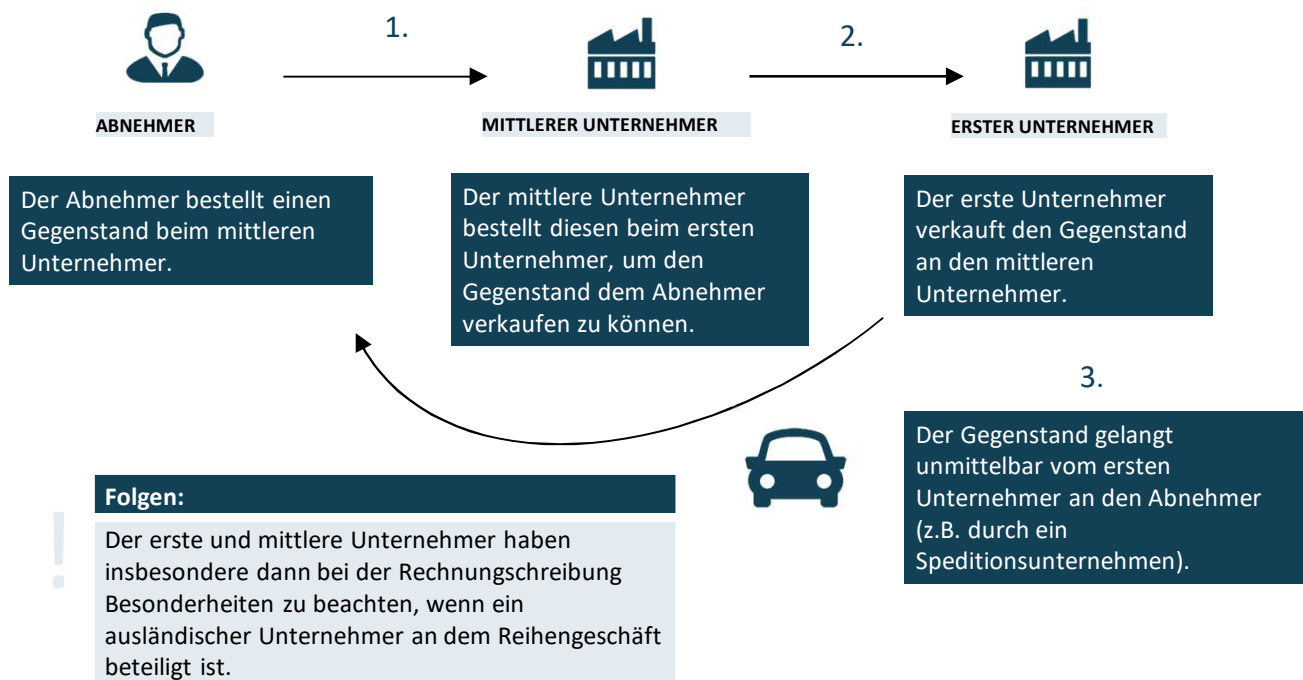 1.
2.
ABNEHMER
MITTLERER UNTERNEHMER
ERSTER UNTERNEHMER
Der Abnehmer bestellt einen
Gegenstand beim mittleren
Unternehmer.
Der mittlere Unternehmer
bestellt diesen beim ersten
Unternehmer, um den
Gegenstand dem Abnehmer
verkaufen zu können.
Der erste Unternehmer
verkauft den Gegenstand
an den mittleren
Unternehmer.
3.
Der Gegenstand gelangt
unmittelbar vom ersten
Unternehmer an den Abnehmer
(z.B. durch ein
Speditionsunternehmen).
!
Folgen:
Der erste und mittlere Unternehmer haben
insbesondere dann bei der Rechnungschreibung
Besonderheiten zu beachten, wenn ein
ausländischer Unternehmer an dem Reihengeschäft
beteiligt ist.